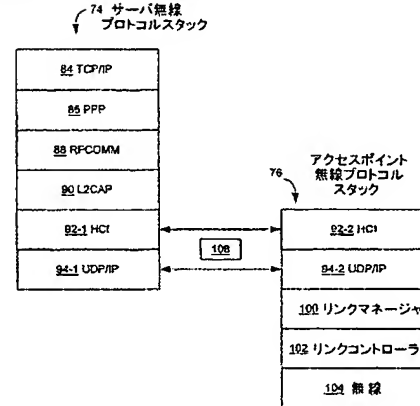 74 サーバ無線
プロトコルスタック
84 TCP/IP
86 PPP
88 RFCOMM
90 L2CAP
92-1 HCI
94-1 UDP/IP
108
アクセスポイント
無線プロトコル
スタック
76
92-2 HCI
94-2 UDP/IP
100 リンクマネージャ
102 リンクコントローラ
104 無線